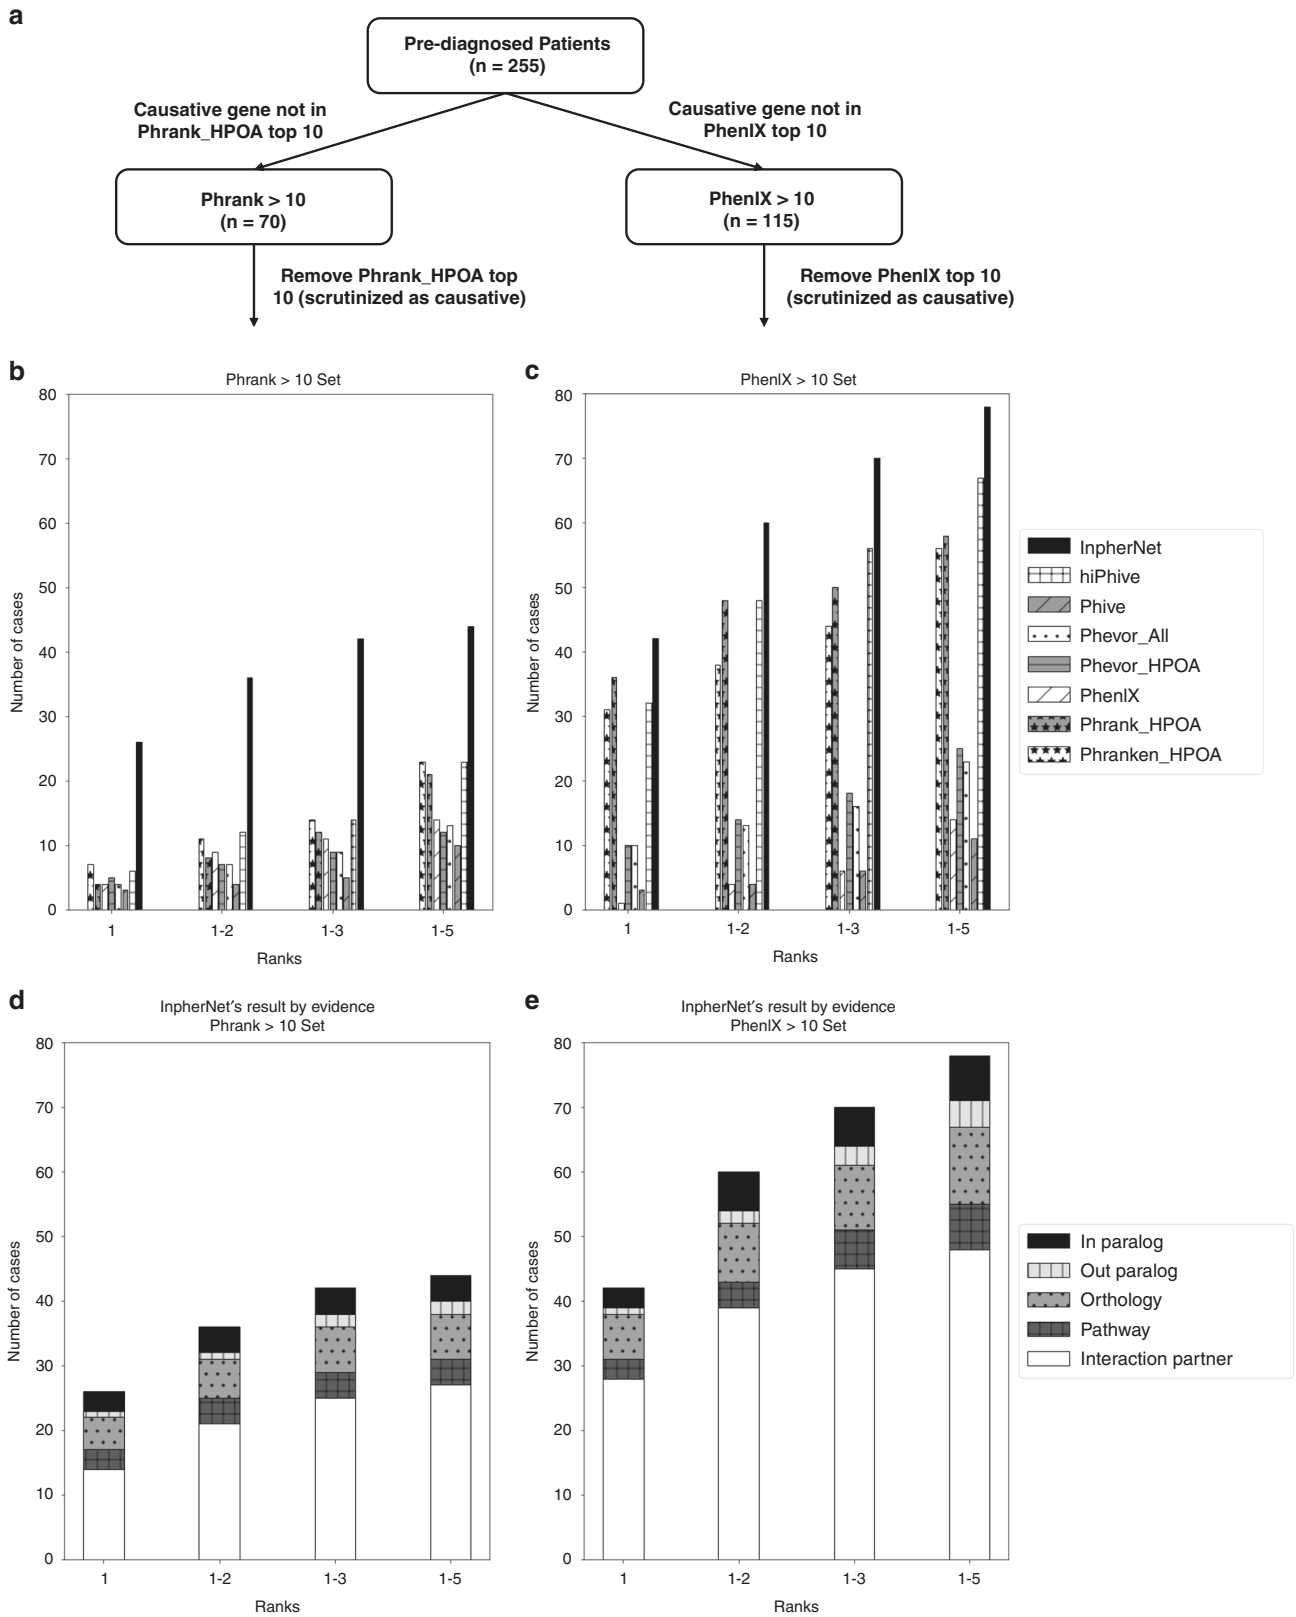 a
Pre-diagnosed Patients
(n = 255)
Causative gene not in
Phrank_HPOA top 10
Causative gene not in
PhenIX top 10
Phrank > 10
(n = 70)
PhenIX > 10
(n = 115)
Remove Phrank_HPOA top
10 (scrutinized as causative)
Remove PhenIX top 10
(scrutinized as causative)
b
Phrank > 10 Set
80
70
60
50
40
30
20
10
0
Number of cases
1
1-2
1-3
1-5
Ranks
c
PhenIX > 10 Set
80
70
60
50
40
30
20
10
0
Number of cases
1
1-2
1-3
1-5
Ranks
InpherNet
hiPhive
Phive
Phevor_All
Phevor_HPOA
PhenIX
Phrank_HPOA
Phranken_HPOA
d
InpherNet′s result by evidence
Phrank > 10 Set
80
70
60
50
40
30
20
10
0
Number of cases
1
1-2
1-3
1-5
Ranks
e
InpherNet′s result by evidence
PhenIX > 10 Set
80
70
60
50
40
30
20
10
0
Number of cases
1
1-2
1-3
1-5
Ranks
In paralog
Out paralog
Orthology
Pathway
Interaction partner